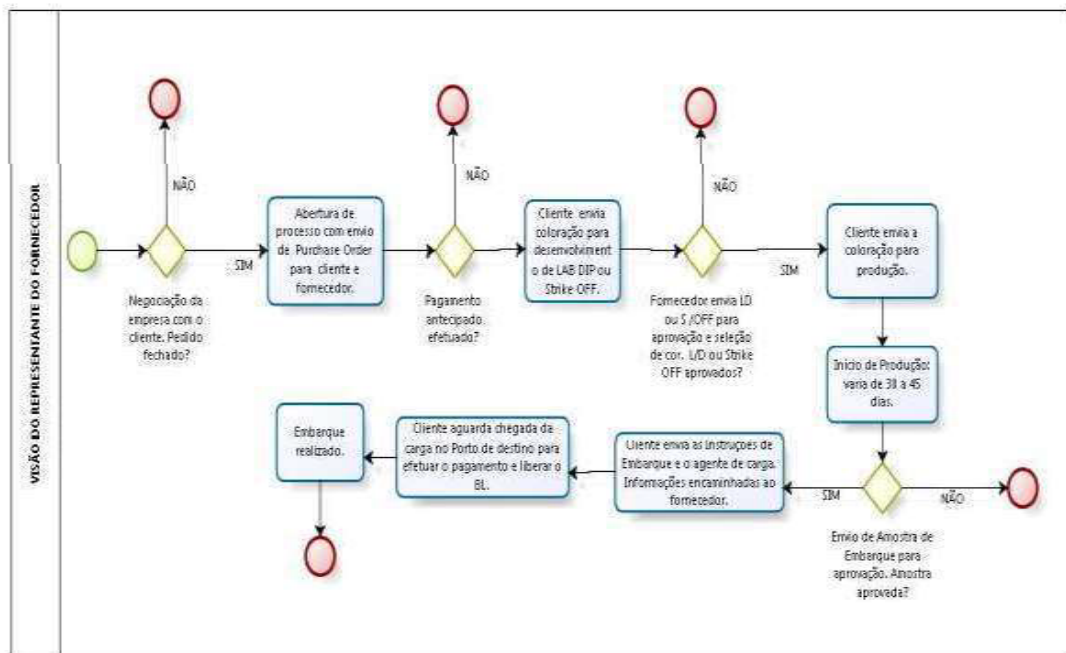 VISÃO DO REPRESENTANTE DO FORNECEDOR
NÃO
Negociação da
empresa com o
cliente. Pedido
fechado?
SIM
Abertura de
processo com envio
de Purchase Order
para cliente e
fornecedor.
NÃO
Pagamento
antecipado
efetuado?
Cliente envia
coloração para
desenvolviment
o de LAB DIP ou
Strike OFF.
NÃO
Fornecedor envia LD
ou S /OFF para
aprovação e seleção
de cor. L/D ou Strike
OFF aprovados?
SIM
Cliente envia a
coloração para
produção.
Início de Produção:
varia de 30 a 45
dias.
Envio de Amostra de
Embarque para
aprovação. Amostra
aprovada?
NÃO
SIM
Cliente envia as Instruções de
Embarque e o agente de carga.
Informações encaminhadas ao
fornecedor.
Cliente aguarda chegada da
carga no Porto de destino para
efetuar o pagamento e liberar o
BL.
Embarque
realizado.